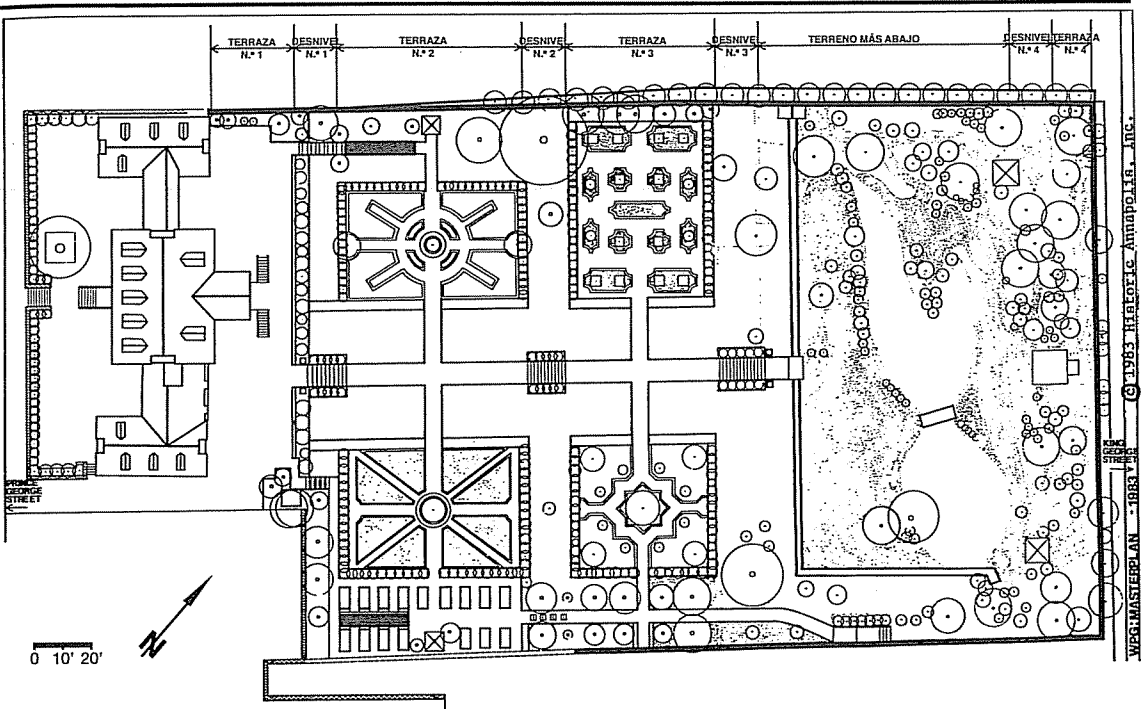 TERRAZA
N.º 1
DESNIVEL
N.º 1
TERRAZA
N.º 2
DESNIVEL
N.º 2
TERRAZA
N.º 3
DESNIVEL
N.º 3
TERRENO MÁS ABAJO
DESNIVEL
N.º 4
TERRAZA
N.º 4
PRINCE
GEORGE
STREET
KING
GEORGE
STREET
N
0 10' 20'
© 1983 Historic Annapolis, Inc.
WPG:MASTERPLAN - 1983